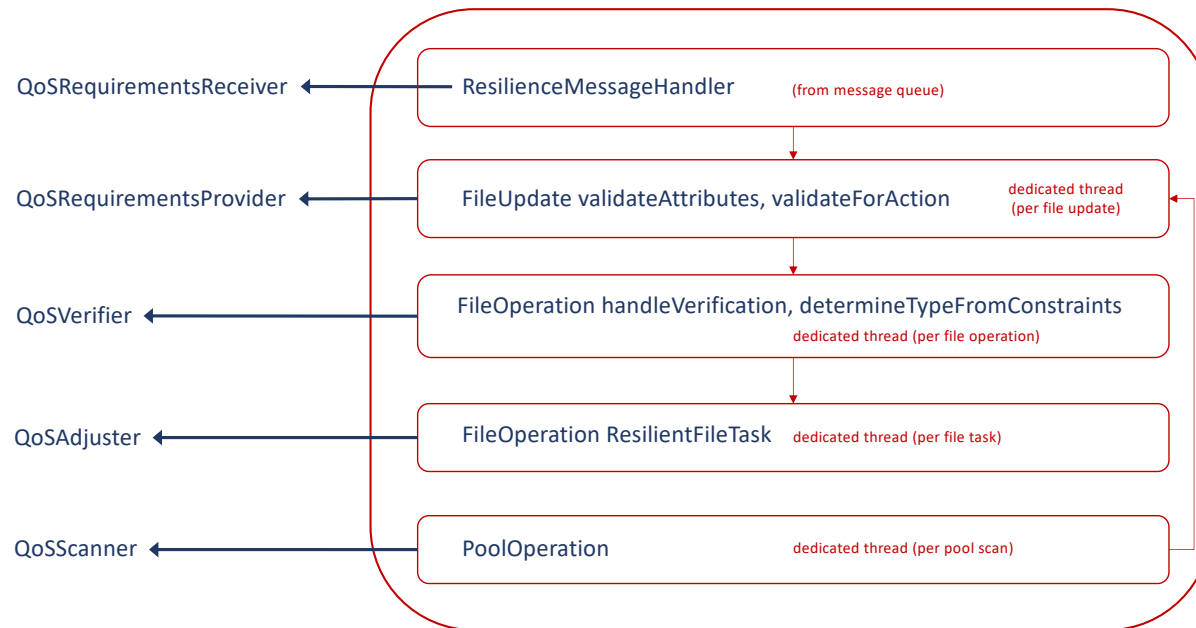 QoSRequirementsReceiver
ResilienceMessageHandler
(from message queue)
QoSRequirementsProvider
FileUpdate validateAttributes, validateForAction
dedicated thread
(per file update)
QoSVerifier
FileOperation handleVerification, determineTypeFromConstraints
dedicated thread (per file operation)
QoSAdjuster
FileOperation ResilientFileTask
dedicated thread (per file task)
QoSScanner
PoolOperation
dedicated thread (per pool scan)